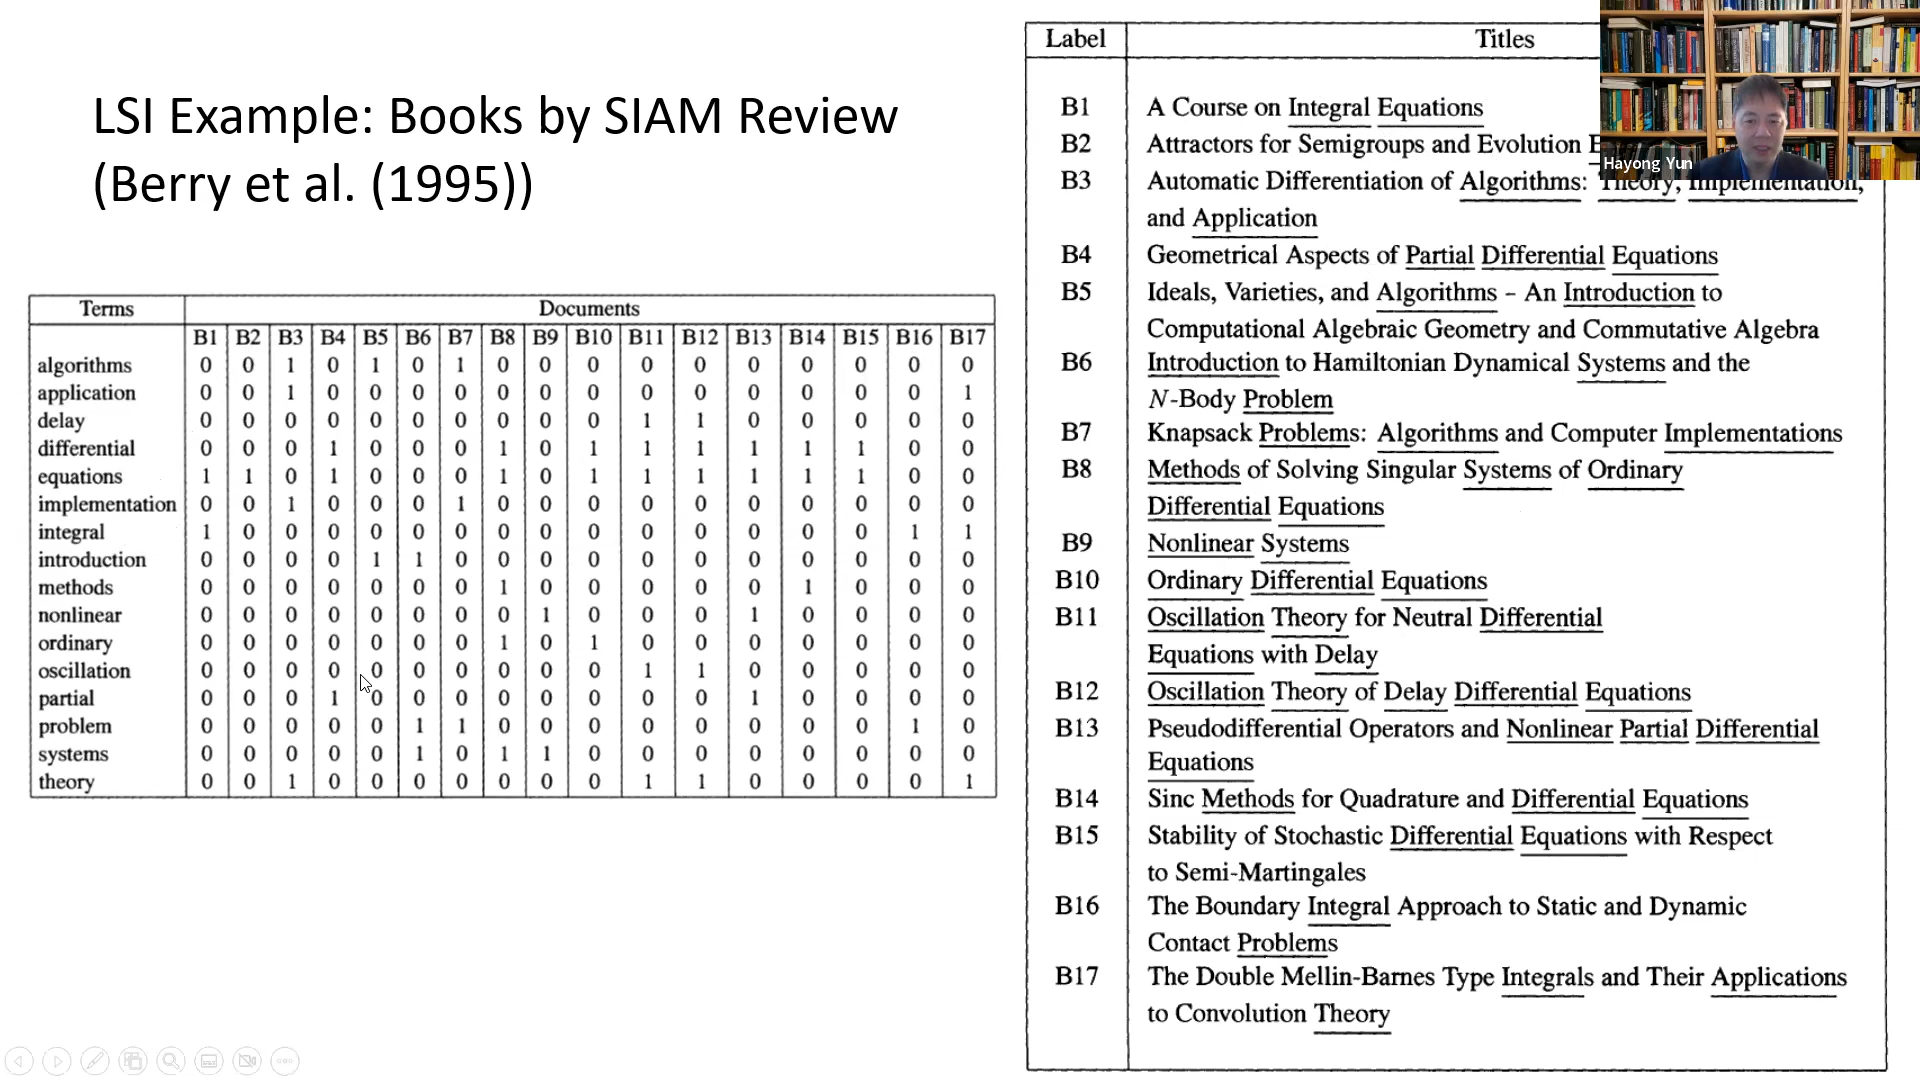 LSI Example: Books by SIAM Review
(Berry et al. (1995))
Terms Documents
B1 B2 B3 B4 B5 B6 B7 B8 B9 B10 B11 B12 B13 B14 B15 B16 B17
algorithms 0 0 1 0 1 0 1 0 0 0 0 0 0 0 0 0 0
application 0 0 1 0 0 0 0 0 0 0 0 0 0 0 0 0 1
delay 0 0 0 0 0 0 0 0 0 0 1 1 0 0 0 0 0
differential 0 0 0 1 0 0 0 1 0 1 1 1 1 1 1 0 0
equations 1 1 0 1 0 0 0 1 0 1 1 1 1 1 1 0 0
implementation 0 0 1 0 0 0 1 0 0 0 0 0 0 0 0 0 0
integral 1 0 0 0 0 0 0 0 0 0 0 0 0 0 0 1 1
introduction 0 0 0 0 1 1 0 0 0 0 0 0 0 0 0 0 0
methods 0 0 0 0 0 0 0 1 0 0 0 0 0 1 0 0 0
nonlinear 0 0 0 0 0 0 0 0 1 0 0 0 1 0 0 0 0
ordinary 0 0 0 0 0 0 0 1 0 1 0 0 0 0 0 0 0
oscillation 0 0 0 0 0 0 0 0 0 0 1 1 0 0 0 0 0
partial 0 0 0 1 0 0 0 0 0 0 0 0 1 0 0 0 0
problem 0 0 0 0 0 1 1 0 0 0 0 0 0 0 0 1 0
systems 0 0 0 0 0 1 0 1 1 0 0 0 0 0 0 0 0
theory 0 0 1 0 0 0 0 0 0 0 1 1 0 0 0 0 1
Label Titles
B1 A Course on Integral Equations
B2 Attractors for Semigroups and Evolution
B3 Automatic Differentiation of Algorithms: Theory, Implementation,
and Application
B4 Geometrical Aspects of Partial Differential Equations
B5 Ideals, Varieties, and Algorithms – An Introduction to
Computational Algebraic Geometry and Commutative Algebra
B6 Introduction to Hamiltonian Dynamical Systems and the
N-Body Problem
B7 Knapsack Problems: Algorithms and Computer Implementations
B8 Methods of Solving Singular Systems of Ordinary
Differential Equations
B9 Nonlinear Systems
B10 Ordinary Differential Equations
B11 Oscillation Theory for Neutral Differential
Equations with Delay
B12 Oscillation Theory of Delay Differential Equations
B13 Pseudodifferential Operators and Nonlinear Partial Differential
Equations
B14 Sinc Methods for Quadrature and Differential Equations
B15 Stability of Stochastic Differential Equations with Respect
to Semi-Martingales
B16 The Boundary Integral Approach to Static and Dynamic
Contact Problems
B17 The Double Mellin-Barnes Type Integrals and Their Applications
to Convolution Theory
Hayong Yun